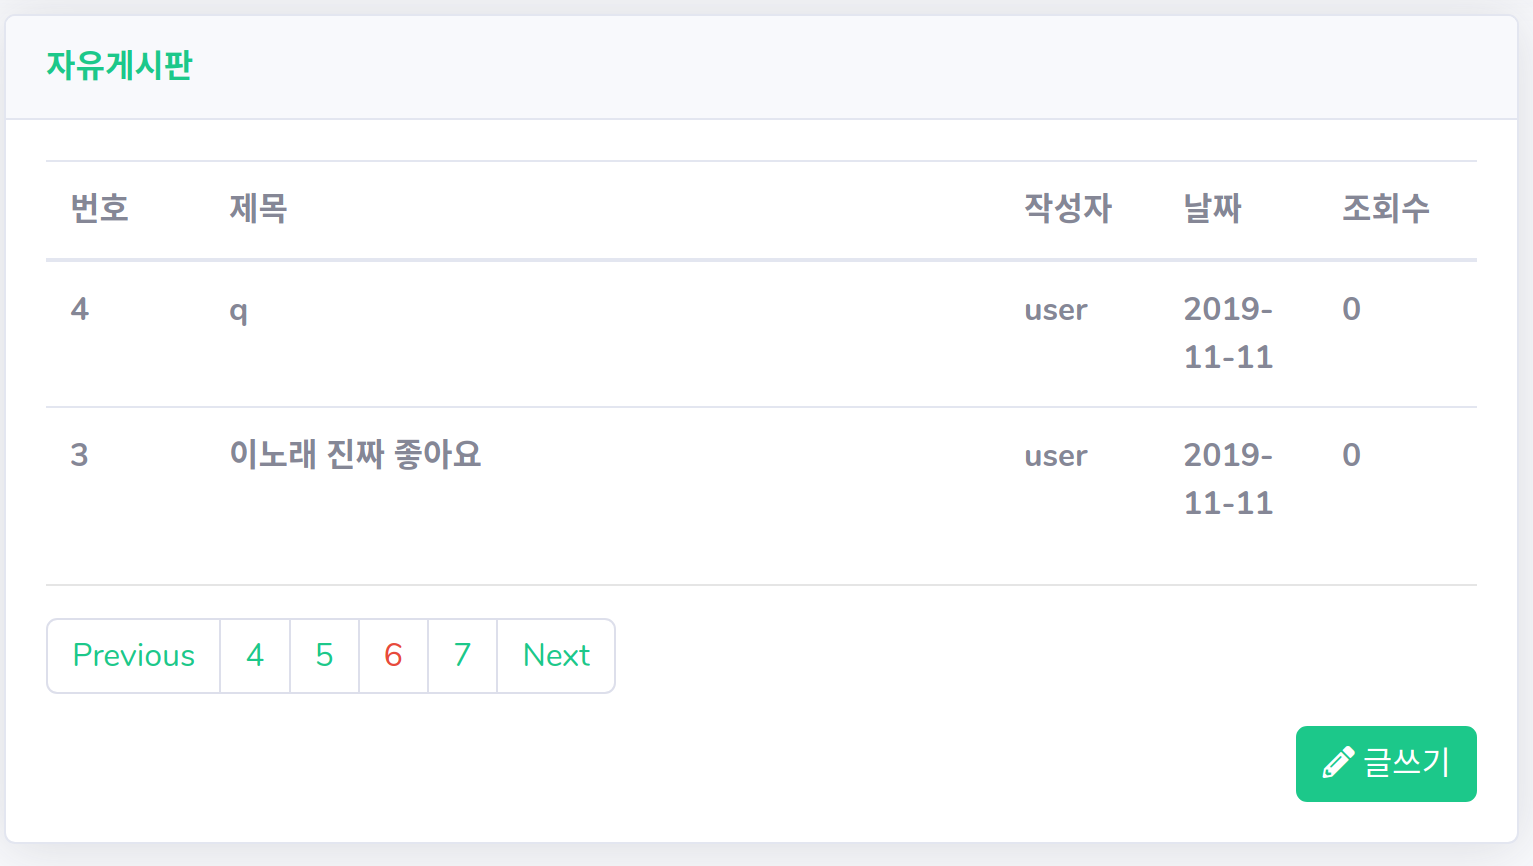 자유게시판
번호 제목 작성자 날짜 조회수
4 q user 2019-11-11 0
3 이노래 진짜 좋아요 user 2019-11-11 0
Previous 4 5 6 7 Next
글쓰기